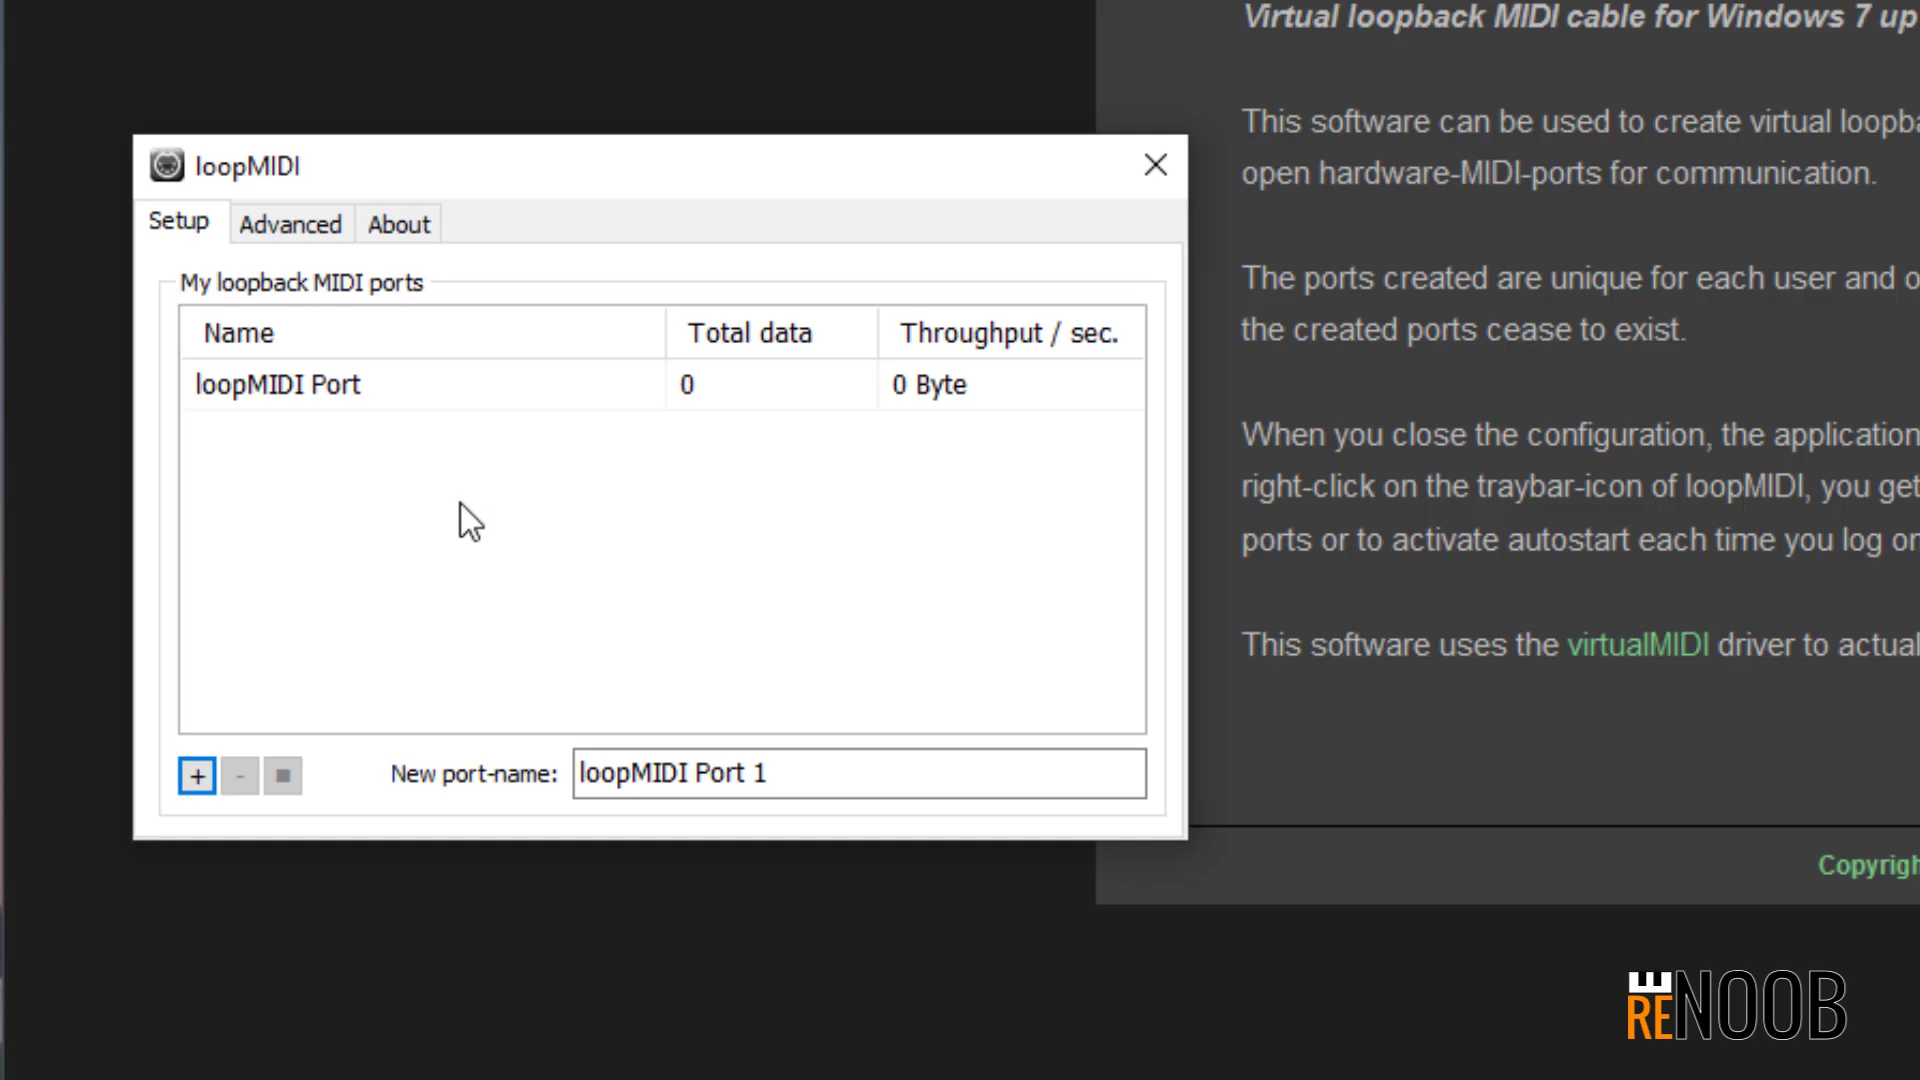 Virtual loopback MIDI cable for Windows 7 up
This software can be used to create virtual loopba
open hardware-MIDI-ports for communication.
The ports created are unique for each user and o
the created ports cease to exist.
When you close the configuration, the application
right-click on the traybar-icon of loopMIDI, you get
ports or to activate autostart each time you log on
This software uses the virtualMIDI driver to actual
Copyrigh
loopMIDI
Setup Advanced About
My loopback MIDI ports
Name Total data Throughput / sec.
loopMIDI Port 0 0 Byte
+ - New port-name: loopMIDI Port 1
RENOOB